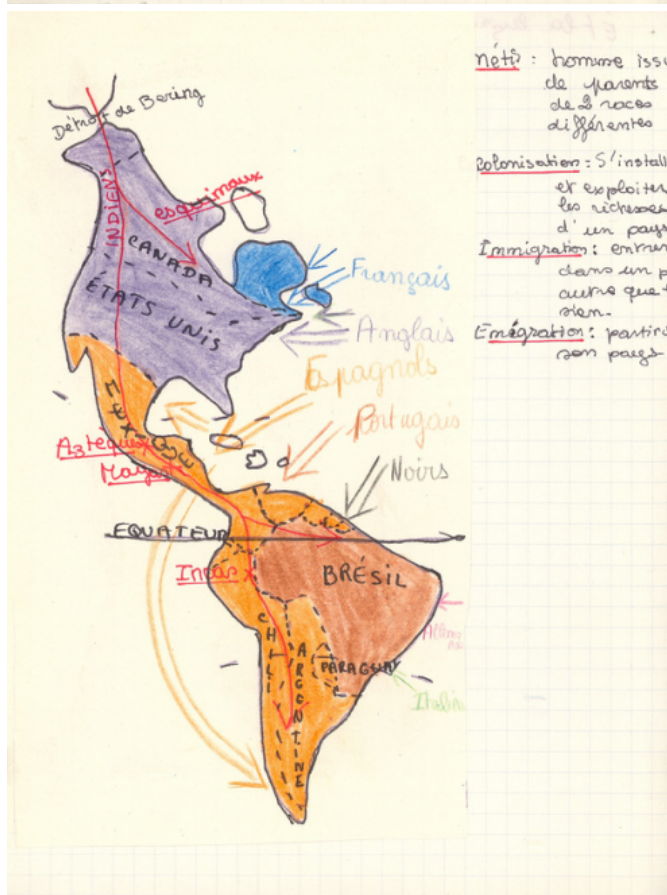 Détroit de Bering
INDIENS
esquimaux
CANADA
ÉTATS UNIS
Français
Anglais
Espagnols
MEXIQUE
Portugais
Aztèques
Mayas
Noirs
EQUATEUR
Incas
BRÉSIL
CHILI
ARGENTINE
PARAGUAY
Métis : homme issu
de parents
de 2 races
différentes
Colonisation : S'install
et exploiter
les richesses
d'un pays
Immigration : entrer
dans un p
autre que
sien.
Emigration : partir
son pays